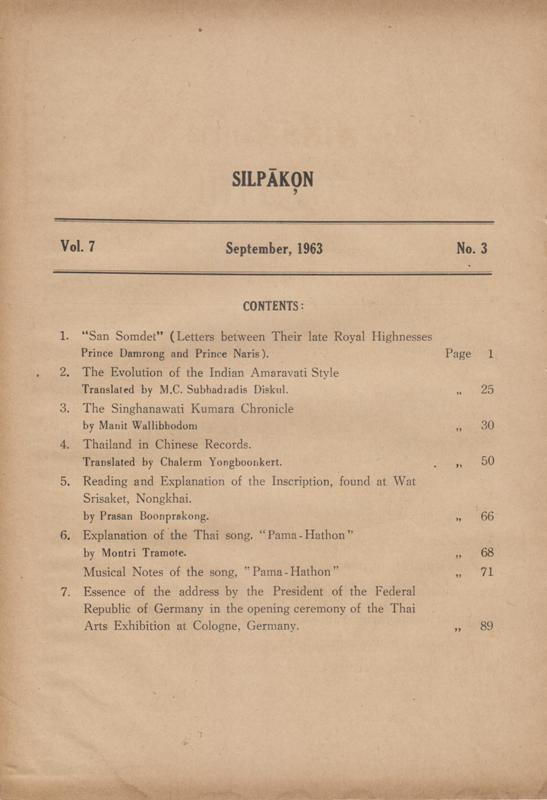 SILPĀKỌN
Vol. 7 September, 1963 No. 3
CONTENTS:
1. "San Somdet" (Letters between Their late Royal Highnesses
Prince Damrong and Prince Naris). Page 1
2. The Evolution of the Indian Amaravati Style
Translated by M.C. Subhadradis Diskul. „ 25
3. The Singhanawati Kumara Chronicle
by Manit Wallibhodom „ 30
4. Thailand in Chinese Records.
Translated by Chalerm Yongboonkert. „ 50
5. Reading and Explanation of the Inscription, found at Wat
Srisaket, Nongkhai.
by Prasan Boonprakong. „ 66
6. Explanation of the Thai song, "Pama-Hathon"
by Montri Tramote. „ 68
Musical Notes of the song, "Pama-Hathon" „ 71
7. Essence of the address by the President of the Federal
Republic of Germany in the opening ceremony of the Thai
Arts Exhibition at Cologne, Germany. „ 89